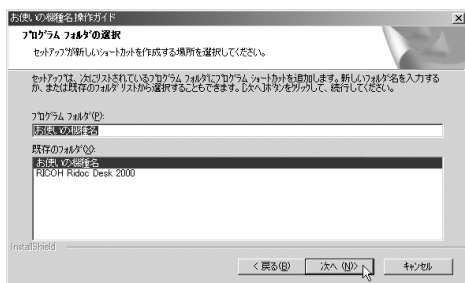 お使いの機種名操作ガイド
プログラム フォルダの選択
セットアップが新しいショートカットを作成する場所を選択してください。
セットアップは、次にリストされているプログラム フォルダにプログラム ショートカットを追加します。新しいフォルダ名を入力する
か、または既存のフォルダ リストから選択することもできます。[次へ]ボタンをクリックして、続行してください。
プログラム フォルダ(P):
お使いの機種名
既存のフォルダ(X):
お使いの機種名
RICOH Ridoc Desk 2000
InstallShield
< 戻る(B)
次へ (N)>
キャンセル